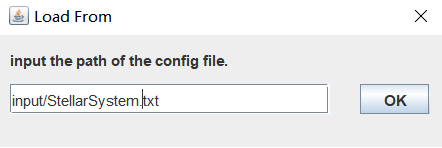 Load From
input the path of the config file.
input/StellarSystem.txt
OK